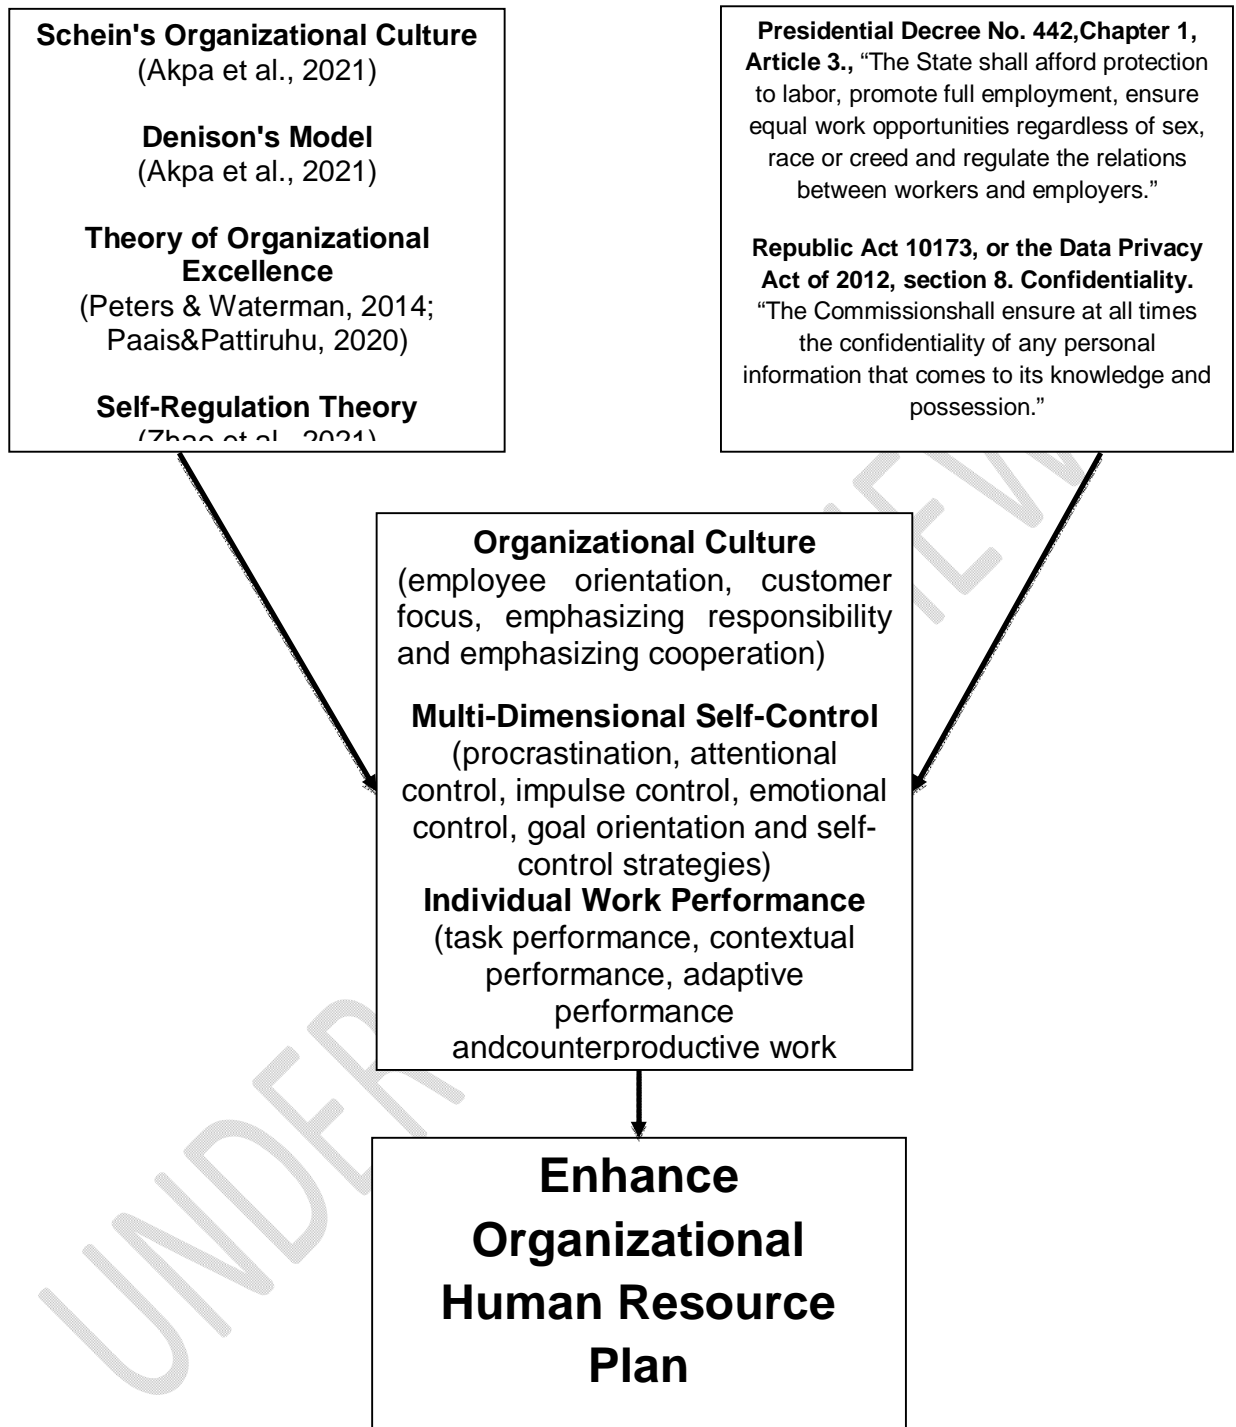 Schein's Organizational Culture
(Akpa et al., 2021)
Denison's Model
(Akpa et al., 2021)
Theory of Organizational
Excellence
(Peters & Waterman, 2014;
Paais&Pattiruhu, 2020)
Self-Regulation Theory
(Zhao et al., 2021)
Presidential Decree No. 442,Chapter 1,
Article 3., “The State shall afford protection
to labor, promote full employment, ensure
equal work opportunities regardless of sex,
race or creed and regulate the relations
between workers and employers.”
Republic Act 10173, or the Data Privacy
Act of 2012, section 8. Confidentiality.
“The Commissionshall ensure at all times
the confidentiality of any personal
information that comes to its knowledge and
possession.”
Organizational Culture
(employee orientation, customer
focus, emphasizing responsibility
and emphasizing cooperation)
Multi-Dimensional Self-Control
(procrastination, attentional
control, impulse control, emotional
control, goal orientation and self-
control strategies)
Individual Work Performance
(task performance, contextual
performance, adaptive
performance
andcounterproductive work
Enhance
Organizational
Human Resource
Plan
UNDER